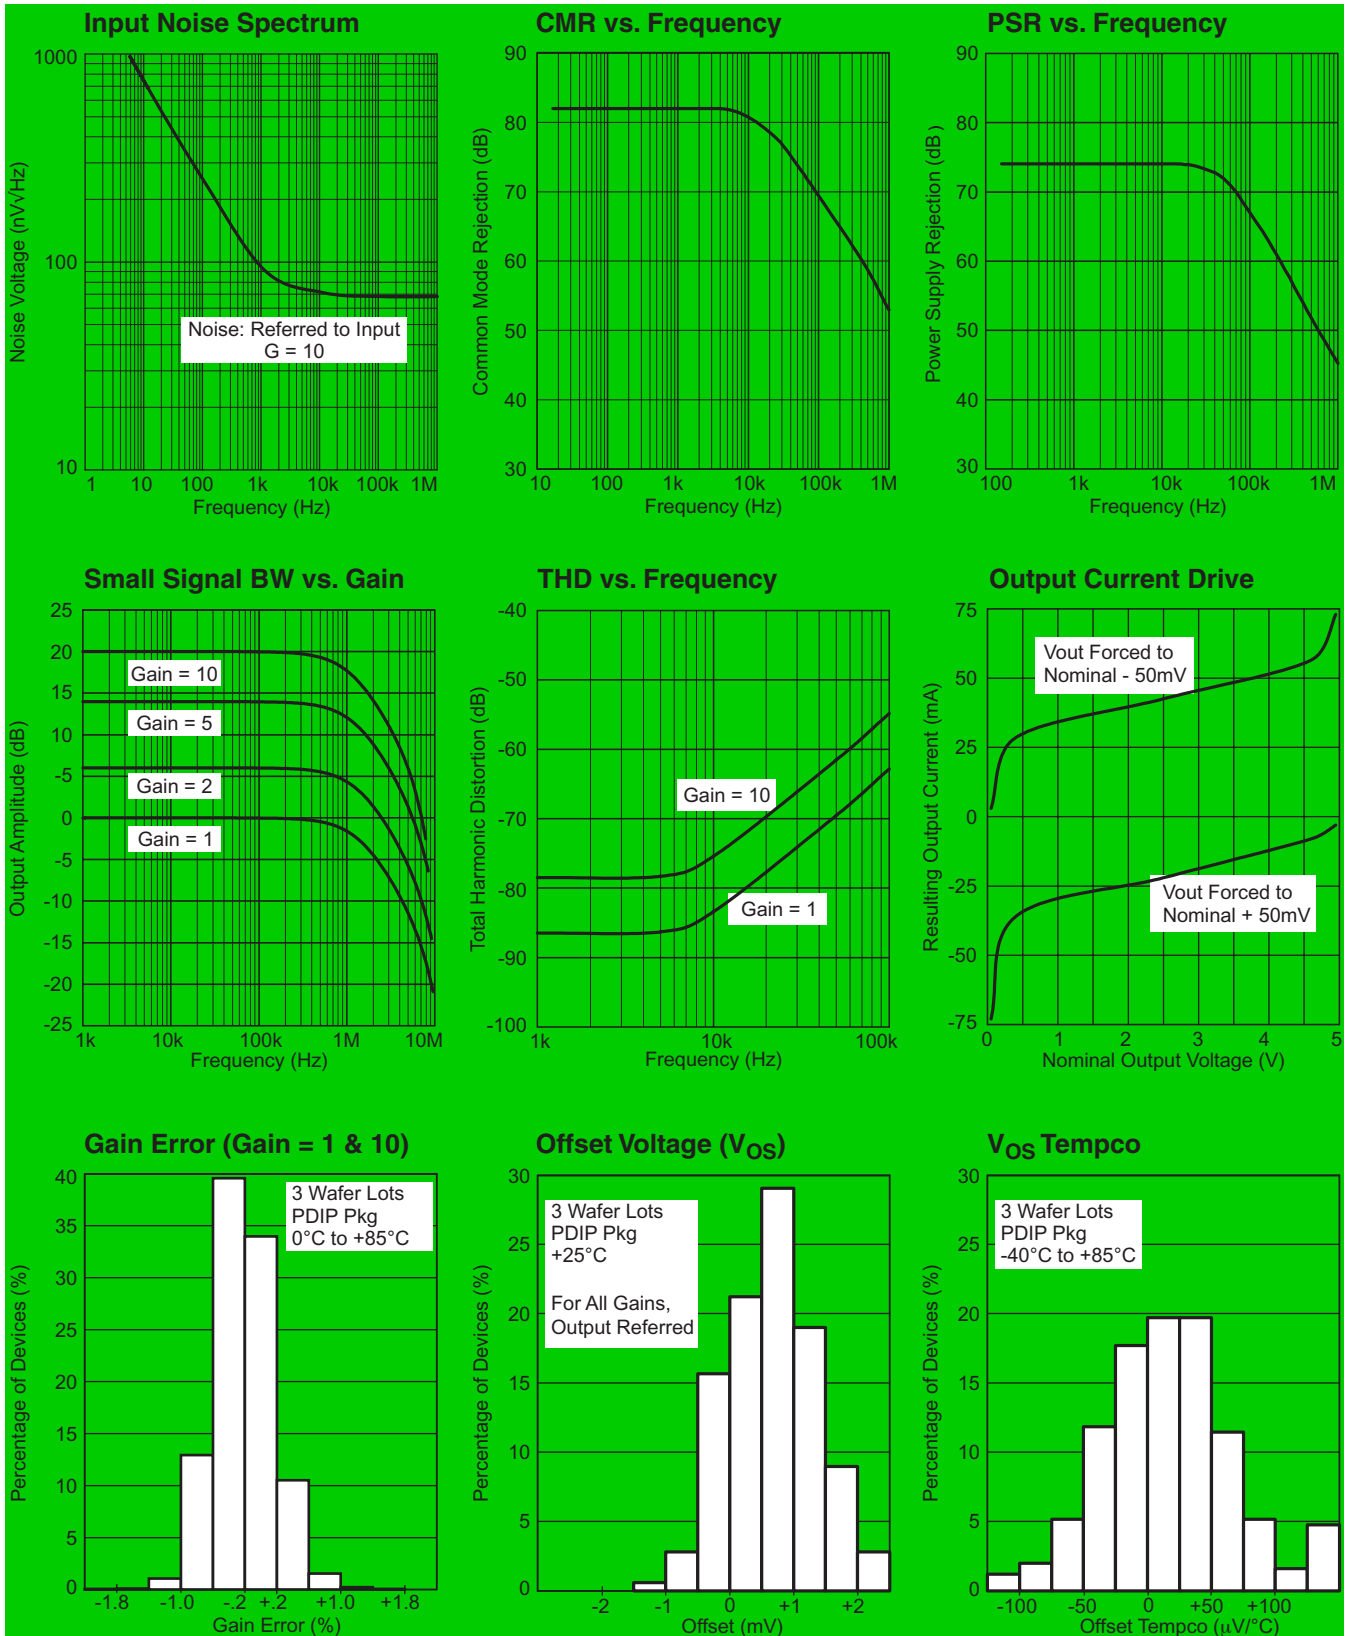 Input Noise Spectrum
1000
100
10
Noise Voltage (nV√Hz)
Noise: Referred to Input
G = 10
1 10 100 1k 10k 100k 1M
Frequency (Hz)
CMR vs. Frequency
90
80
70
60
50
40
30
Common Mode Rejection (dB)
10 100 1k 10k 100k 1M
Frequency (Hz)
PSR vs. Frequency
90
80
70
60
50
40
30
Power Supply Rejection (dB)
100 1k 10k 100k 1M
Frequency (Hz)
Small Signal BW vs. Gain
25
20
15
10
-5
0
-5
-10
-15
-20
-25
Output Amplitude (dB)
Gain = 10
Gain = 5
Gain = 2
Gain = 1
1k 10k 100k 1M 10M
Frequency (Hz)
THD vs. Frequency
-40
-50
-60
-70
-80
-90
-100
Total Harmonic Distortion (dB)
Gain = 10
Gain = 1
1k 10k 100k
Frequency (Hz)
Output Current Drive
75
50
25
0
-25
-50
-75
Resulting Output Current (mA)
Vout Forced to
Nominal - 50mV
Vout Forced to
Nominal + 50mV
0 1 2 3 4 5
Nominal Output Voltage (V)
Gain Error (Gain = 1 & 10)
40
35
30
25
20
15
10
5
0
Percentage of Devices (%)
3 Wafer Lots
PDIP Pkg
0°C to +85°C
-1.8 -1.0 -.2 +.2 +1.0 +1.8
Gain Error (%)
Offset Voltage (VOS)
30
25
20
15
10
5
0
Percentage of Devices (%)
3 Wafer Lots
PDIP Pkg
+25°C
For All Gains,
Output Referred
-2 -1 0 +1 +2
Offset (mV)
VOS Tempco
30
25
20
15
10
5
0
Percentage of Devices (%)
3 Wafer Lots
PDIP Pkg
-40°C to +85°C
-100 -50 0 +50 +100
Offset Tempco (µV/°C)